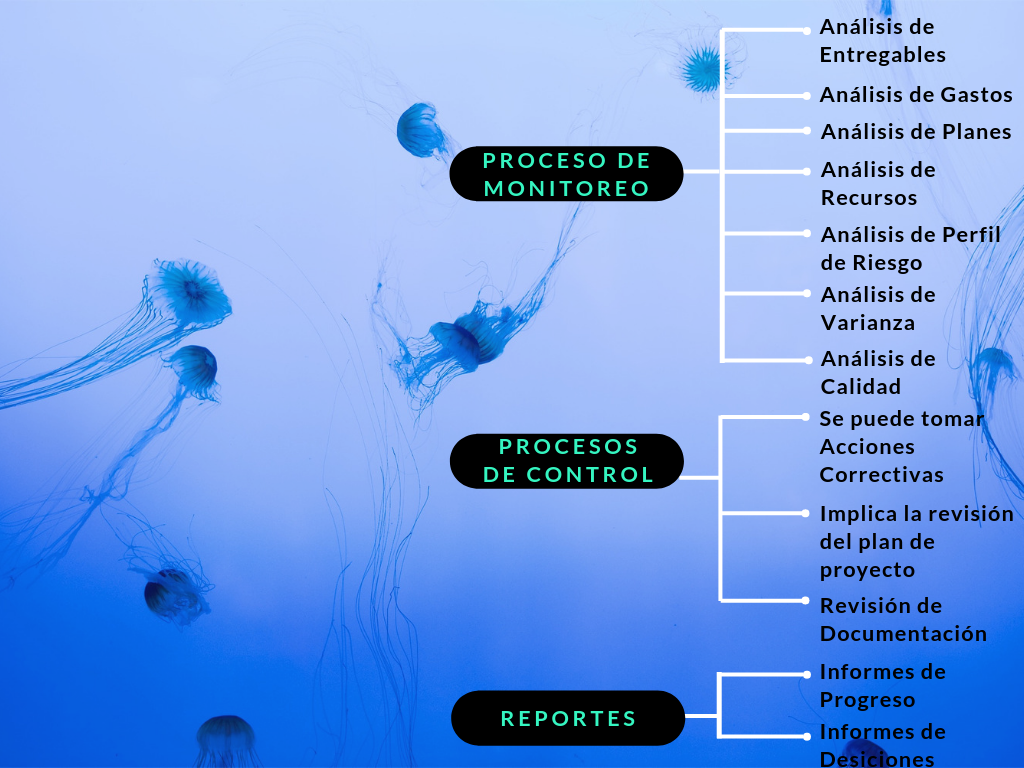 PROCESO DE
MONITOREO
Análisis de
Entregables
Análisis de Gastos
Análisis de Planes
Análisis de
Recursos
Análisis de Perfil
de Riesgo
Análisis de
Varianza
Análisis de
Calidad
PROCESOS
DE CONTROL
Se puede tomar
Acciones
Correctivas
Implica la revisión
del plan de
proyecto
Revisión de
Documentación
REPORTES
Informes de
Progreso
Informes de
Desiciones